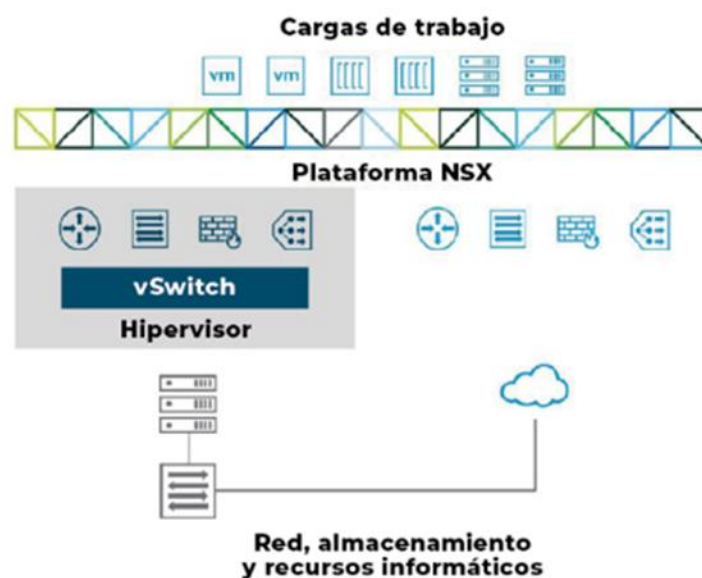 Cargas de trabajo
vm vm
Plataforma NSX
vSwitch
Hipervisor
Red, almacenamiento
y recursos informáticos